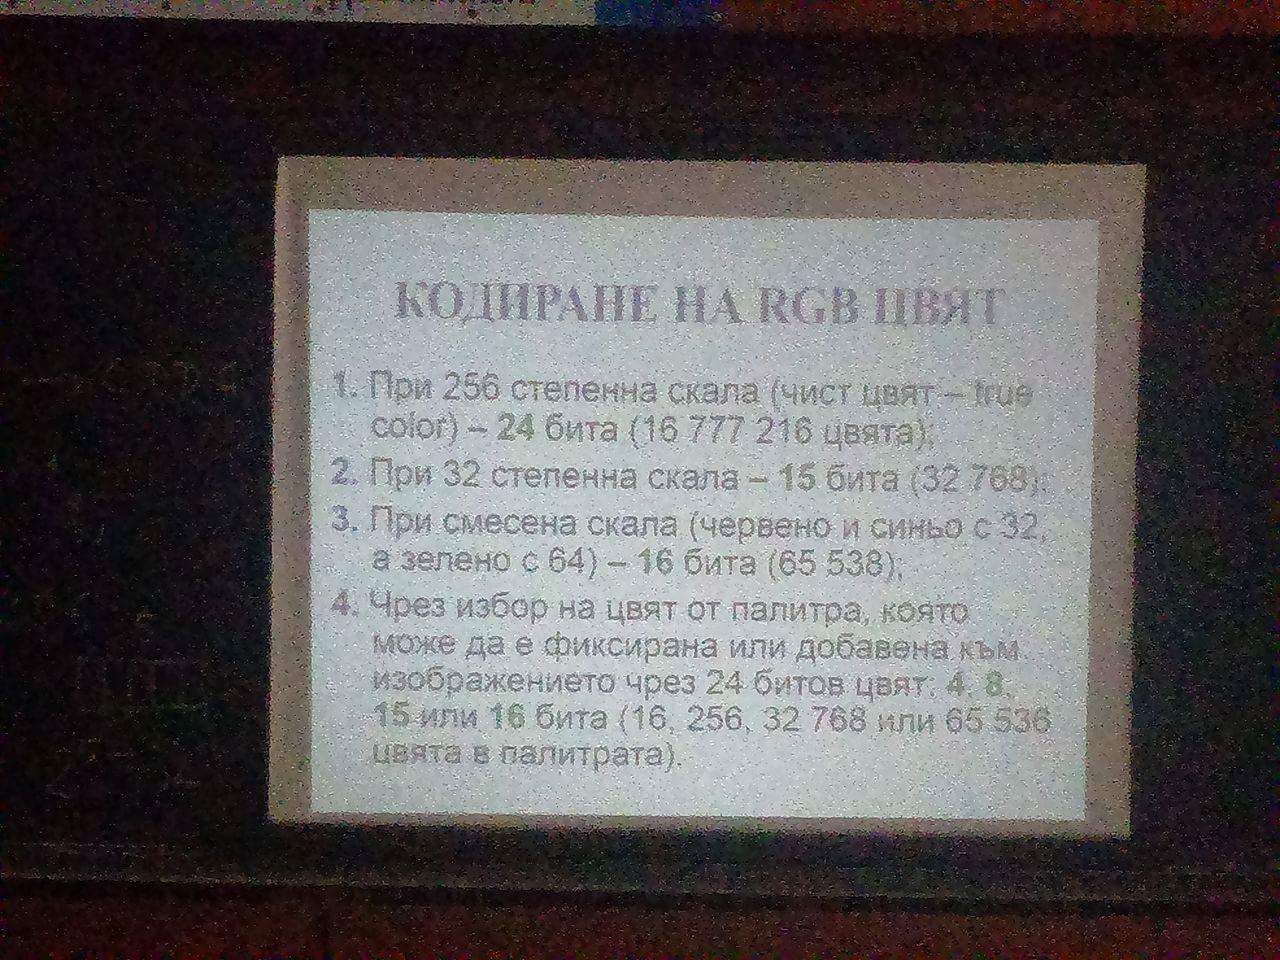 КОДИРАНЕ НА RGB ЦВЯТ
1. При 256 степенна скала (чист цвят – true
color) – 24 бита (16 777 216 цвята);
2. При 32 степенна скала – 15 бита (32 768);
3. При смесена скала (червено и синьо с 32,
а зелено с 64) – 16 бита (65 538);
4. Чрез избор на цвят от палитра, която
може да е фиксирана или добавена към
изображението чрез 24 битов цвят: 4, 8,
15 или 16 бита (16, 256, 32 768 или 65 536
цвята в палитрата).